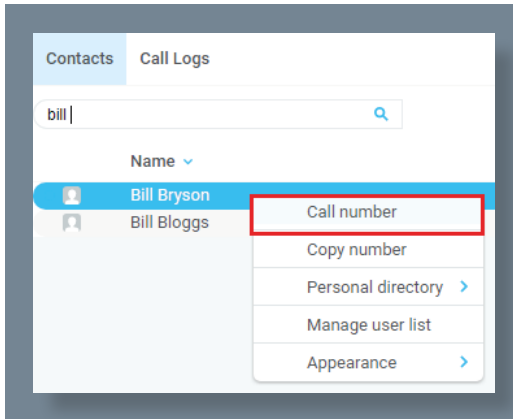 Contacts Call Logs
bill
Name
Bill Bryson
Bill Bloggs
Call number
Copy number
Personal directory
Manage user list
Appearance